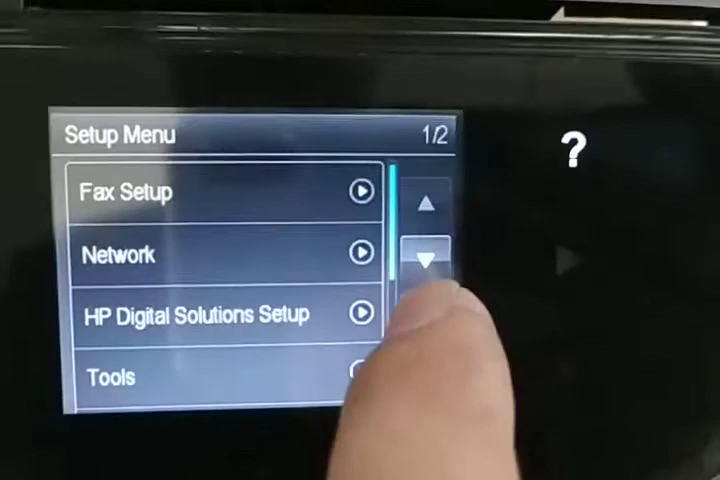 Setup Menu 1/2
Fax Setup
Network
HP Digital Solutions Setup
Tools
?